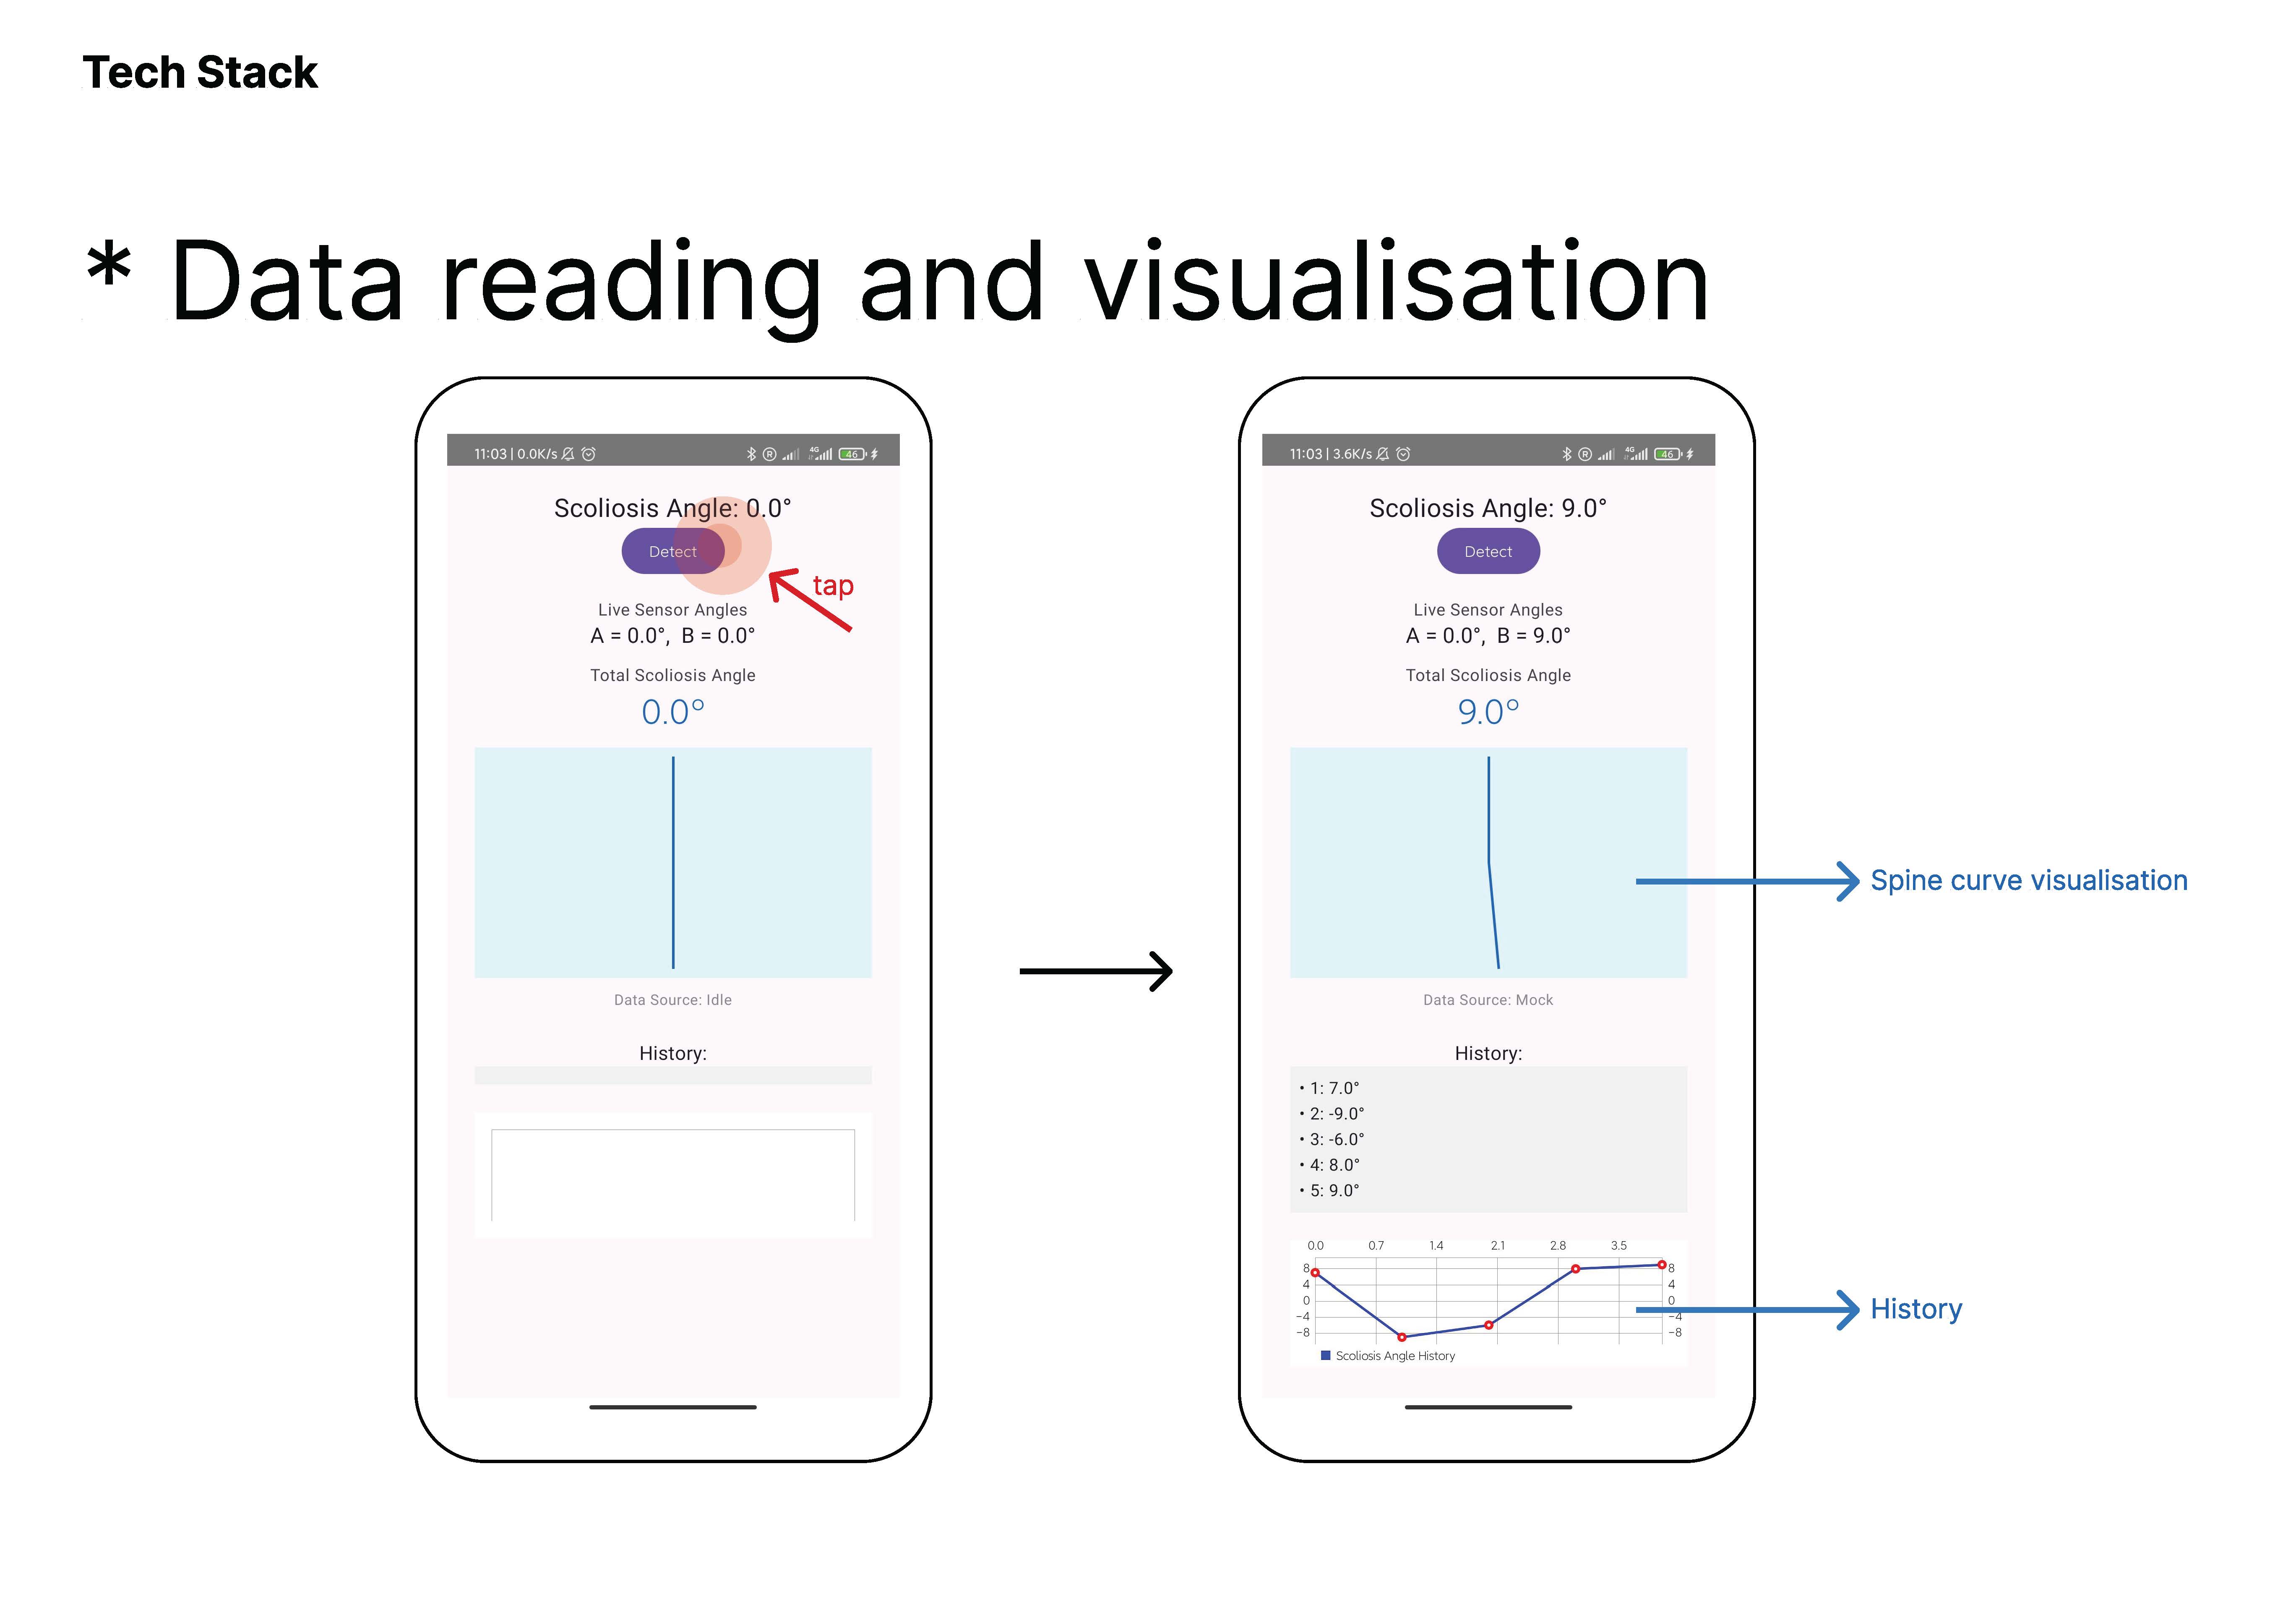 Tech Stack
* Data reading and visualisation
11:03 | 0.0K/s
R
4G
46
Scoliosis Angle: 0.0°
Detect
tap
Live Sensor Angles
A = 0.0°, B = 0.0°
Total Scoliosis Angle
0.0°
Data Source: Idle
History:
11:03 | 3.6K/s
R
4G
46
Scoliosis Angle: 9.0°
Detect
Live Sensor Angles
A = 0.0°, B = 9.0°
Total Scoliosis Angle
9.0°
Spine curve visualisation
Data Source: Mock
History:
• 1: 7.0°
• 2: -9.0°
• 3: -6.0°
• 4: 8.0°
• 5: 9.0°
0.0 0.7 1.4 2.1 2.8 3.5
8 8
4 4
0 0
−4 −4
−8 −8
Scoliosis Angle History
History